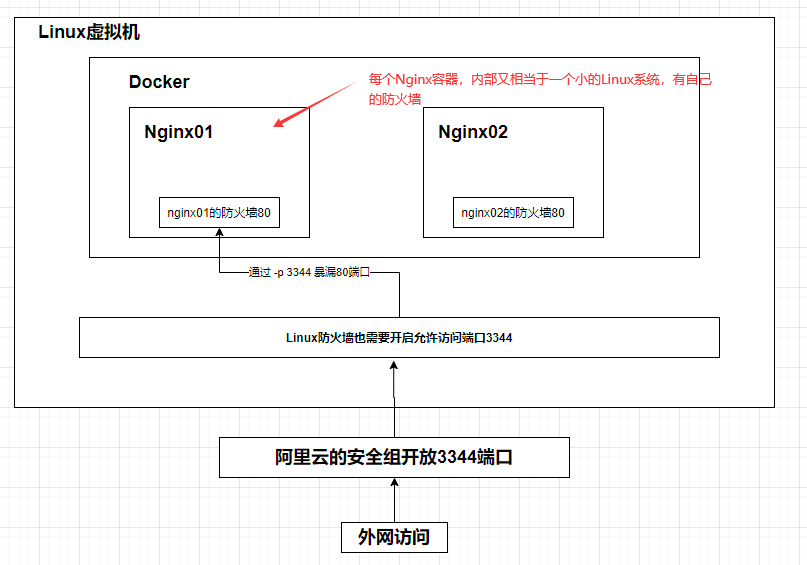 Linux虚拟机
Docker
每个Nginx容器，内部又相当于一个小的Linux系统，有自己
的防火墙
Nginx01
Nginx02
nginx01的防火墙80
nginx02的防火墙80
通过 -p 3344 暴漏80端口
Linux防火墙也需要开启允许访问端口3344
阿里云的安全组开放3344端口
外网访问